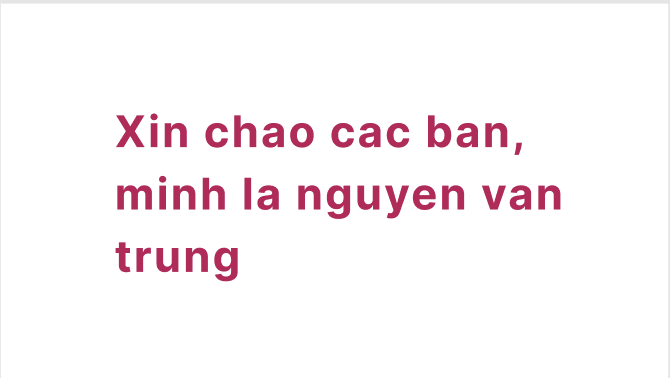 Xin chao cac ban,
minh la nguyen van
trung